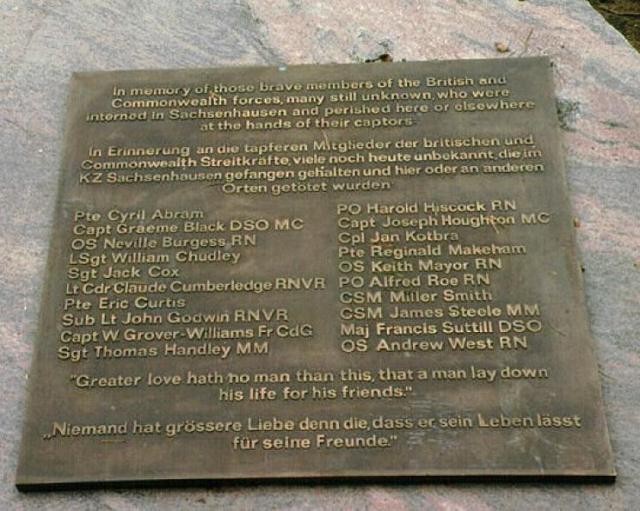 In memory of those brave members of the British and
Commonwealth forces, many still unknown, who were
interned in Sachsenhausen and perished here or elsewhere
at the hands of their captors.
In Erinnerung an die tapferen Mitglieder der britischen und
Commonwealth Streitkräfte, viele noch heute unbekannt, die im
KZ Sachsenhausen gefangen gehalten und hier oder an anderen
Orten getötet wurden.
Pte Cyril Abram
Capt Graeme Black DSO MC
OS Neville Burgess RN
LSgt William Chudley
Sgt Jack Cox
Lt Cdr Claude Cumberledge RNVR
Pte Eric Curtis
Sub Lt John Godwin RNVR
Capt W Grover-Williams Fr CdG
Sgt Thomas Handley MM
PO Harold Hiscock RN
Capt Joseph Houghton MC
Cpl Jan Kotbra
Pte Reginald Makeham
OS Keith Mayor RN
PO Alfred Roe RN
CSM Miller Smith
CSM James Steele MM
Maj Francis Suttill DSO
OS Andrew West RN
"Greater love hath no man than this, that a man lay down
his life for his friends."
„Niemand hat grössere Liebe denn die, dass er sein Leben lässt
für seine Freunde."